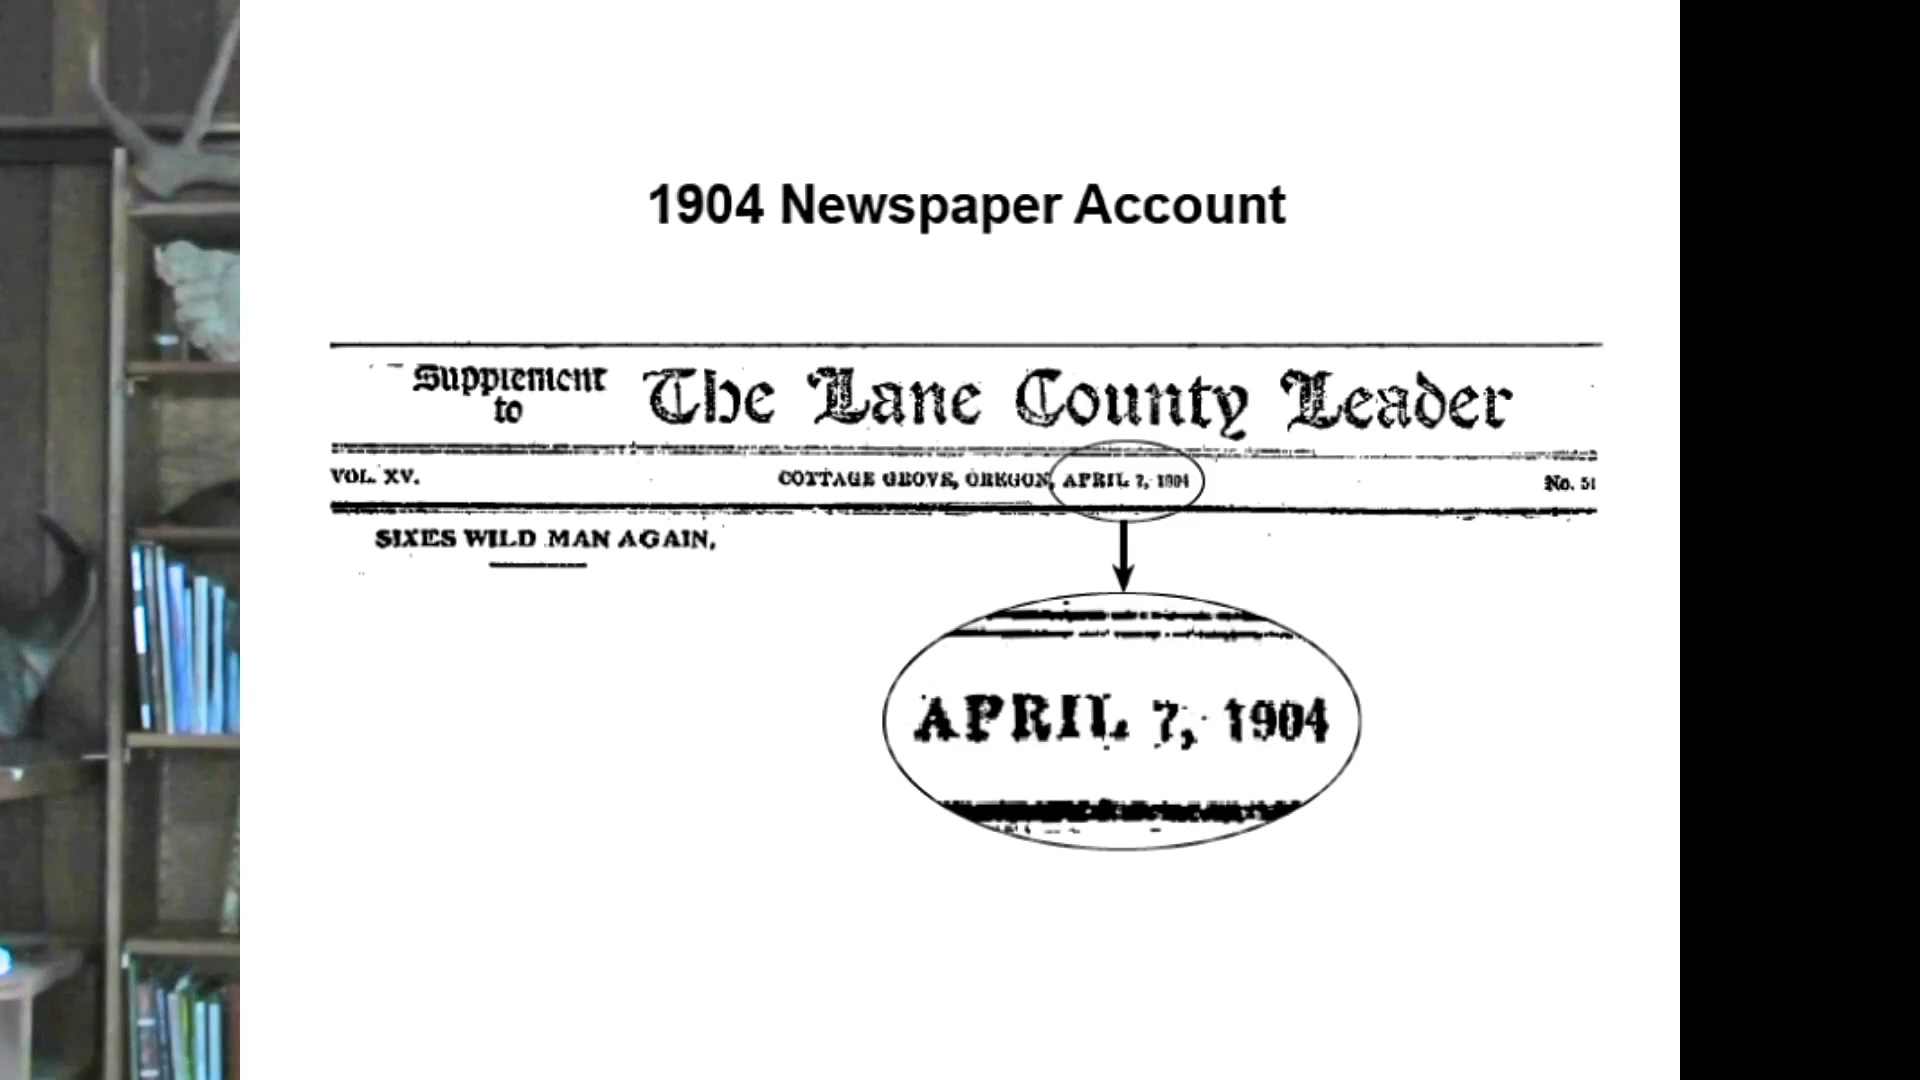 1904 Newspaper Account
Supplement
to
The Lane County Leader
VOL. XV.
COTTAGE GROVE, OREGON, APRIL 7, 1904
No. 51
SIXES WILD MAN AGAIN,
APRIL 7, 1904